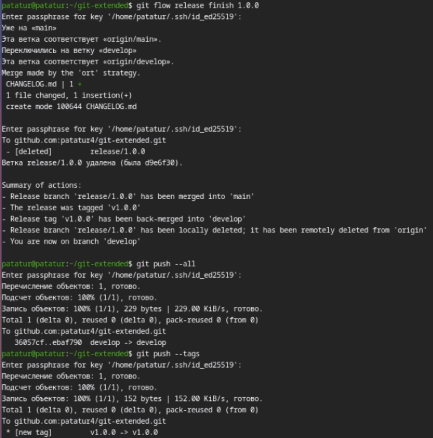 patatur@patatur:~/git-extended$ git flow release finish 1.0.0
Enter passphrase for key '/home/patatur/.ssh/id_ed25519':
Уже на «main»
Эта ветка соответствует «origin/main».
Переключились на ветку «develop»
Эта ветка соответствует «origin/develop».
Merge made by the 'ort' strategy.
CHANGELOG.md | 1 +
1 file changed, 1 insertion(+)
create mode 100644 CHANGELOG.md
Enter passphrase for key '/home/patatur/.ssh/id_ed25519':
To github.com:patatur4/git-extended.git
- [deleted] release/1.0.0
Ветка release/1.0.0 удалена (была d9e6f30).
Summary of actions:
- Release branch 'release/1.0.0' has been merged into 'main'
- The release was tagged 'v1.0.0'
- Release tag 'v1.0.0' has been back-merged into 'develop'
- Release branch 'release/1.0.0' has been locally deleted; it has been remotely deleted from 'origin'
- You are now on branch 'develop'
patatur@patatur:~/git-extended$ git push --all
Enter passphrase for key '/home/patatur/.ssh/id_ed25519':
Перечисление объектов: 1, готово.
Подсчет объектов: 100% (1/1), готово.
Запись объектов: 100% (1/1), 229 bytes | 229.00 KiB/s, готово.
Total 1 (delta 0), reused 0 (delta 0), pack-reused 0 (from 0)
To github.com:patatur4/git-extended.git
36057cf..ebaf790 develop -> develop
patatur@patatur:~/git-extended$ git push --tags
Enter passphrase for key '/home/patatur/.ssh/id_ed25519':
Перечисление объектов: 1, готово.
Подсчет объектов: 100% (1/1), готово.
Запись объектов: 100% (1/1), 152 bytes | 152.00 KiB/s, готово.
Total 1 (delta 0), reused 0 (delta 0), pack-reused 0 (from 0)
To github.com:patatur4/git-extended.git
* [new tag] v1.0.0 -> v1.0.0